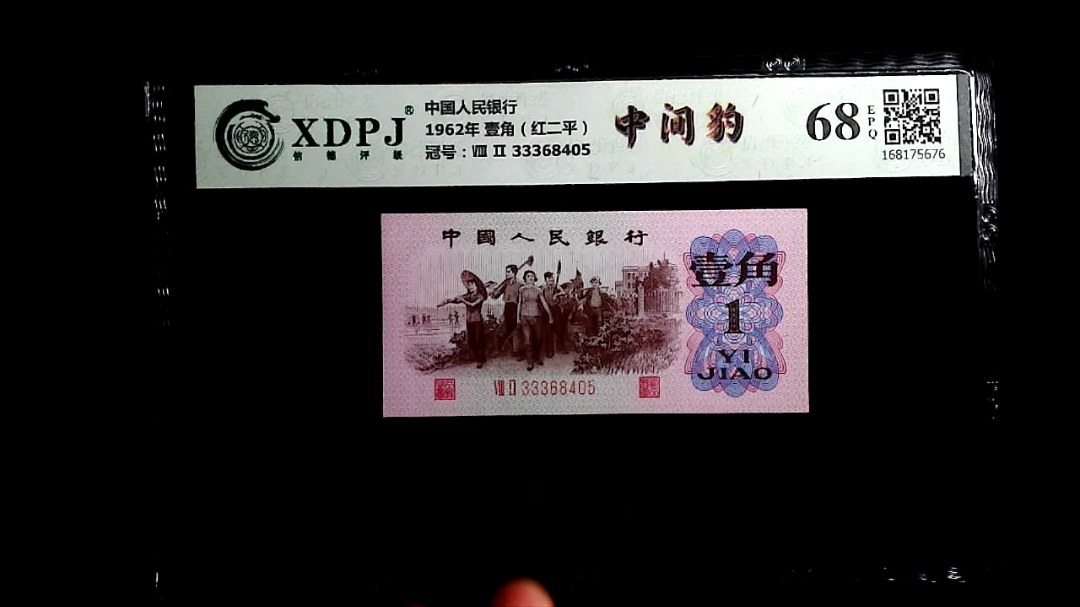 XDPJ®
信德评级
中国人民银行
1962年 壹角（红二平）
冠号：Ⅷ Ⅱ 33368405
中间豹
68
EPQ
168175676
中國人民銀行
壹角
1
YI
JIAO
Ⅷ Ⅱ 33368405